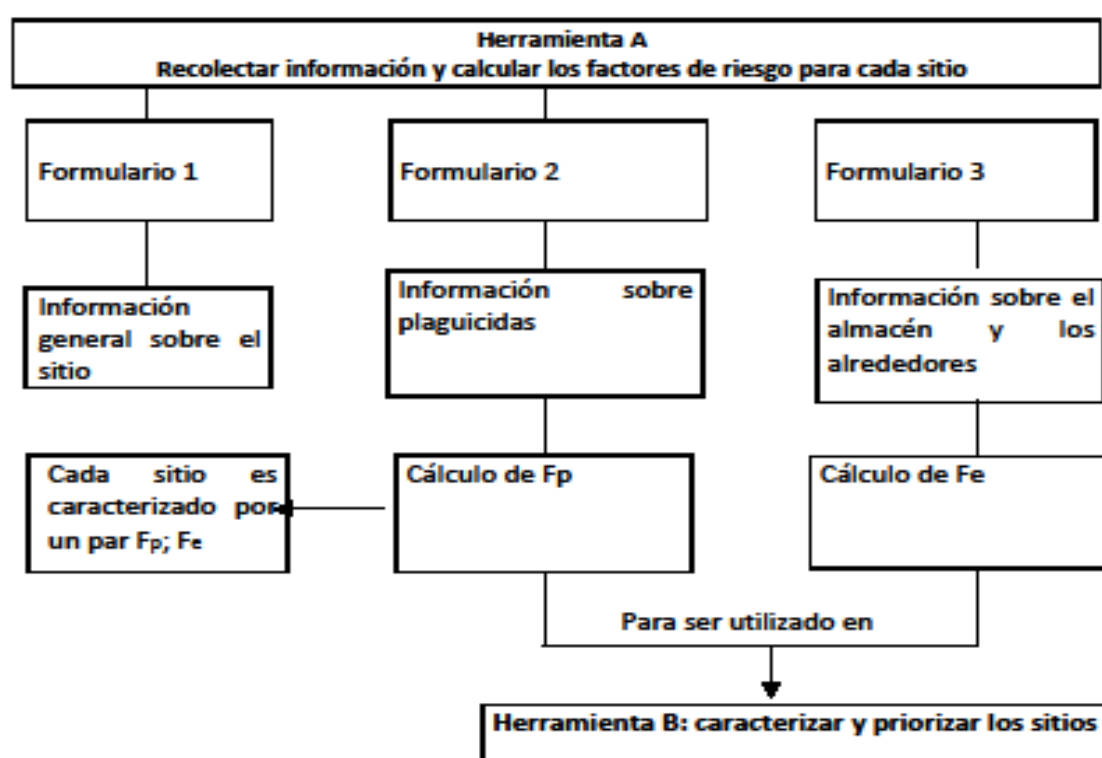 Herramienta A
Recolectar información y calcular los factores de riesgo para cada sitio
Formulario 1
Formulario 2
Formulario 3
Información
general sobre el
sitio
Información sobre
plaguicidas
Información sobre el
almacén y los
alrededores
Cada sitio es
caracterizado por
un par Fp; Fe
Cálculo de Fp
Cálculo de Fe
Para ser utilizado en
Herramienta B: caracterizar y priorizar los sitios